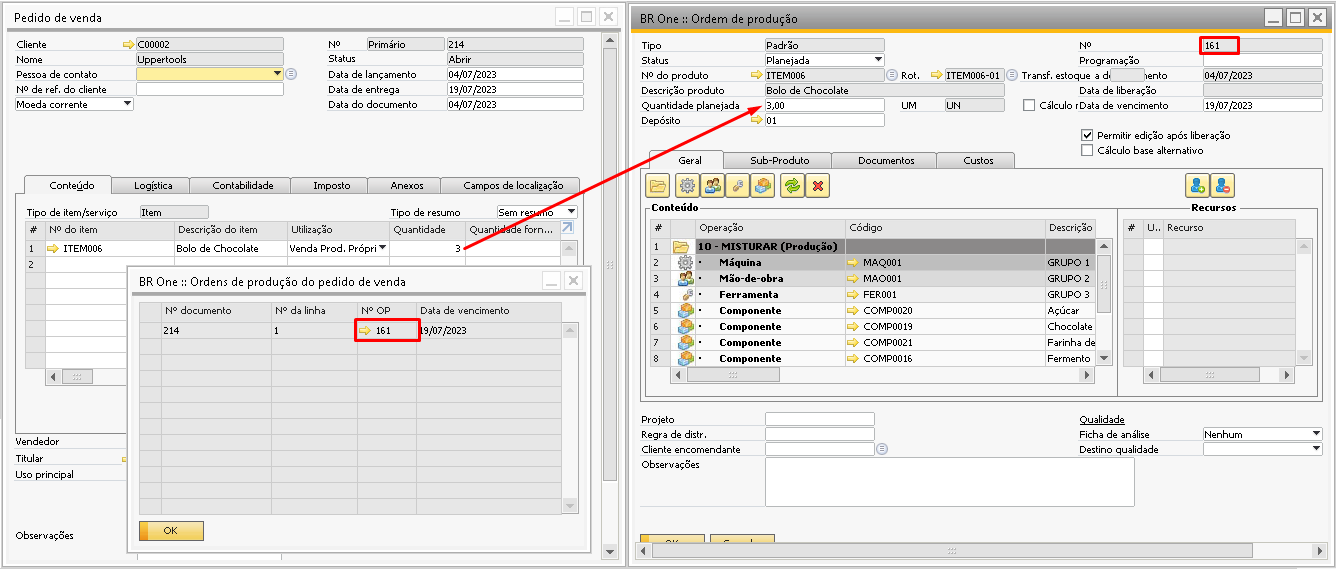 Pedido de venda
Cliente C00002 Nº Primário 214
Nome Uppertools Status Abrir
Pessoa de contato Data de lançamento 04/07/2023
Nº de ref. do cliente Data de entrega 19/07/2023
Moeda corrente Data do documento 04/07/2023
Conteúdo Logística Contabilidade Imposto Anexos Campos de localização
Tipo de item/serviço Item Tipo de resumo Sem resumo
# Nº do item Descrição do item Utilização Quantidade Quantidade forn...
1 ITEM006 Bolo de Chocolate Venda Prod. Própri 3
2
Vendedor
Titular
Uso principal
Observações
BR One :: Ordens de produção do pedido de venda
Nº documento Nº da linha Nº OP Data de vencimento
214 1 161 19/07/2023
OK
BR One :: Ordem de produção
Tipo Padrão Nº 161
Status Planejada Programação
Nº do produto ITEM006 Rot. ITEM006-01 Transf. estoque a de mento 04/07/2023
Descrição produto Bolo de Chocolate Data de liberação
Quantidade planejada 3,00 UM UN Cálculo r Data de vencimento 19/07/2023
Depósito 01
Permitir edição após liberação
Cálculo base alternativo
Geral Sub-Produto Documentos Custos
Conteúdo Recursos
# Operação Código Descrição # U.. Recurso
1 10 - MISTURAR (Produção)
2 · Máquina MAQ001 GRUPO 1
3 · Mão-de-obra MAO001 GRUPO 2
4 · Ferramenta FER001 GRUPO 3
5 · Componente COMP0020 Açúcar
6 · Componente COMP0019 Chocolate
7 · Componente COMP0021 Farinha de
8 · Componente COMP0016 Fermento
Projeto Qualidade
Regra de distr. Ficha de análise Nenhum
Cliente encomendante Destino qualidade
Observações